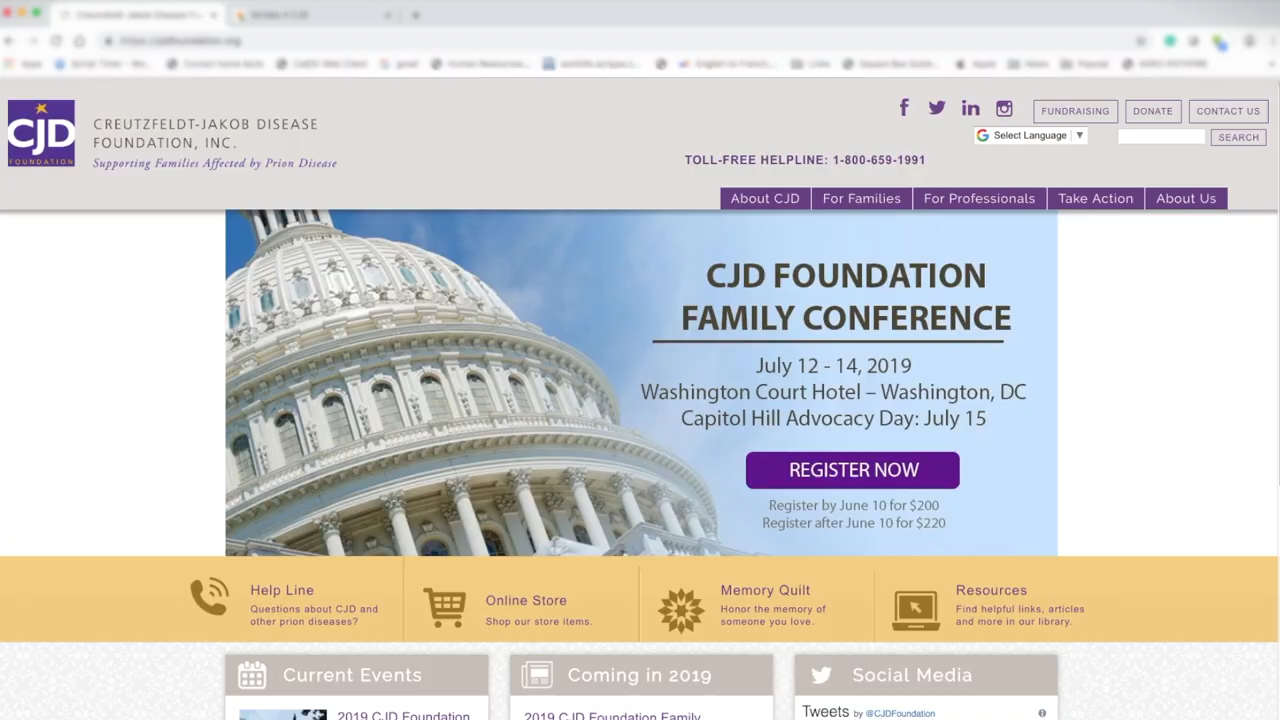 CJD
FOUNDATION
CREUTZFELDT-JAKOB DISEASE
FOUNDATION, INC.
Supporting Families Affected by Prion Disease
FUNDRAISING
DONATE
CONTACT US
Select Language
SEARCH
TOLL-FREE HELPLINE: 1-800-659-1991
About CJD
For Families
For Professionals
Take Action
About Us
CJD FOUNDATION
FAMILY CONFERENCE
July 12 - 14, 2019
Washington Court Hotel – Washington, DC
Capitol Hill Advocacy Day: July 15
REGISTER NOW
Register by June 10 for $200
Register after June 10 for $220
Help Line
Questions about CJD and
other prion diseases?
Online Store
Shop our store items.
Memory Quilt
Honor the memory of
someone you love.
Resources
Find helpful links, articles
and more in our library.
Current Events
Coming in 2019
Social Media
2019 CJD Foundation
2019 CJD Foundation Family
Tweets by @CJDFoundation